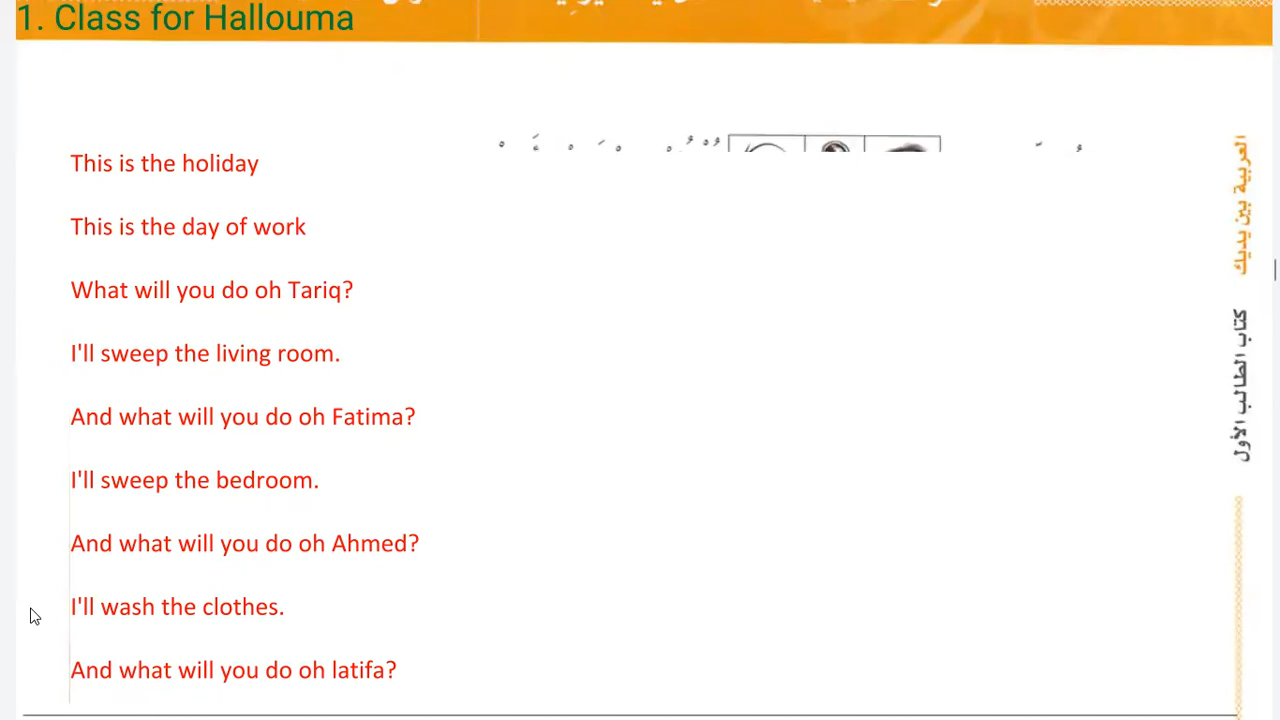 1. Class for Hallouma
This is the holiday
This is the day of work
What will you do oh Tariq?
I'll sweep the living room.
And what will you do oh Fatima?
I'll sweep the bedroom.
And what will you do oh Ahmed?
I'll wash the clothes.
And what will you do oh latifa?
العربية بين يديك
كتاب الطالب الأول